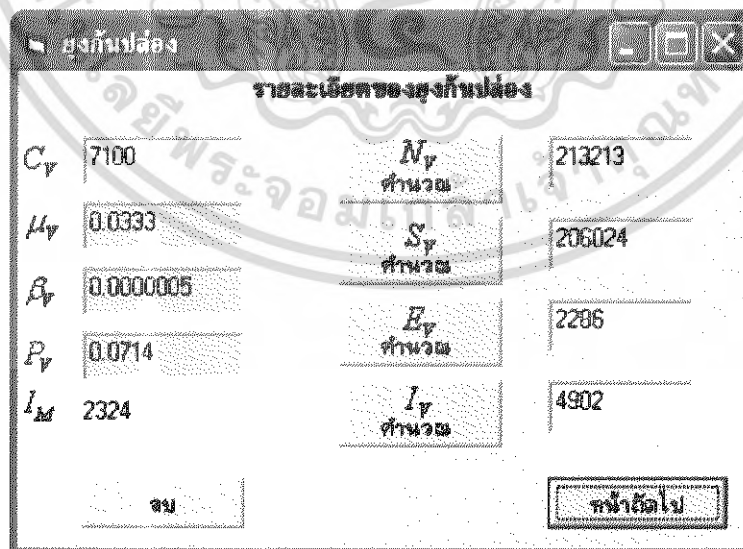 ยุงก้นปล่อง
รายละเอียดของยุงก้นปล่อง
C_V 7100 N_V คำนวณ 213213
μ_V 0.0333 S_V คำนวณ 206024
β_V 0.0000005 E_V คำนวณ 2286
P_V 0.0714 I_V คำนวณ 4902
I_M 2324
ลบ หน้าถัดไป